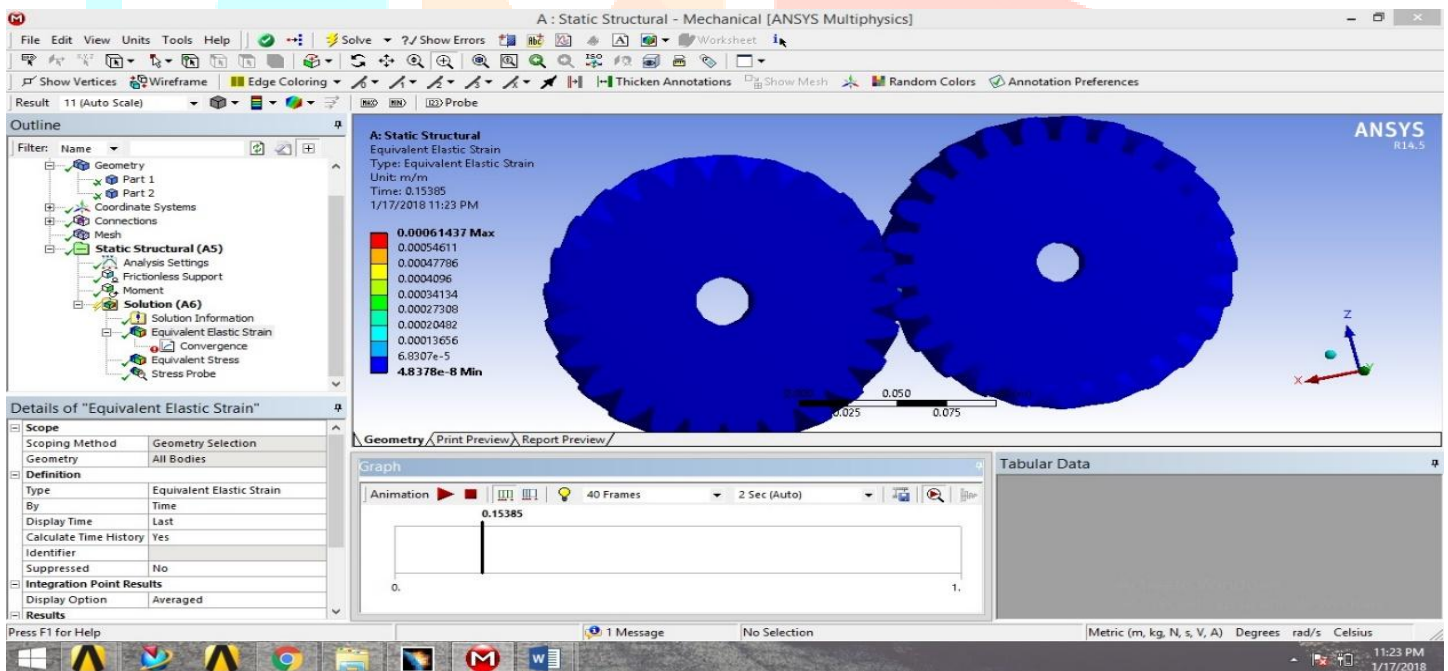 A : Static Structural - Mechanical [ANSYS Multiphysics]
File Edit View Units Tools Help Solve ?✓ Show Errors Worksheet
Show Vertices Wireframe Edge Coloring Thicken Annotations Show Mesh Random Colors Annotation Preferences
Result 11 (Auto Scale) MAX MIN 123 Probe
Outline
Filter: Name
Geometry
Part 1
Part 2
Coordinate Systems
Connections
Mesh
Static Structural (A5)
Analysis Settings
Frictionless Support
Moment
Solution (A6)
Solution Information
Equivalent Elastic Strain
Convergence
Equivalent Stress
Stress Probe
A: Static Structural
Equivalent Elastic Strain
Type: Equivalent Elastic Strain
Unit: m/m
Time: 0.15385
1/17/2018 11:23 PM
0.00061437 Max
0.00054611
0.00047786
0.0004096
0.00034134
0.00027308
0.00020482
0.00013656
6.8307e-5
4.8378e-8 Min
ANSYS
R14.5
Z
X
0.050
0.025 0.075
Geometry Print Preview Report Preview
Details of "Equivalent Elastic Strain"
Scope
Scoping Method Geometry Selection
Geometry All Bodies
Definition
Type Equivalent Elastic Strain
By Time
Display Time Last
Calculate Time History Yes
Identifier
Suppressed No
Integration Point Results
Display Option Averaged
Results
Graph
Animation 40 Frames 2 Sec (Auto)
0.15385
0. 1.
Tabular Data
Press F1 for Help 1 Message No Selection Metric (m, kg, N, s, V, A) Degrees rad/s Celsius
11:23 PM
1/17/2018